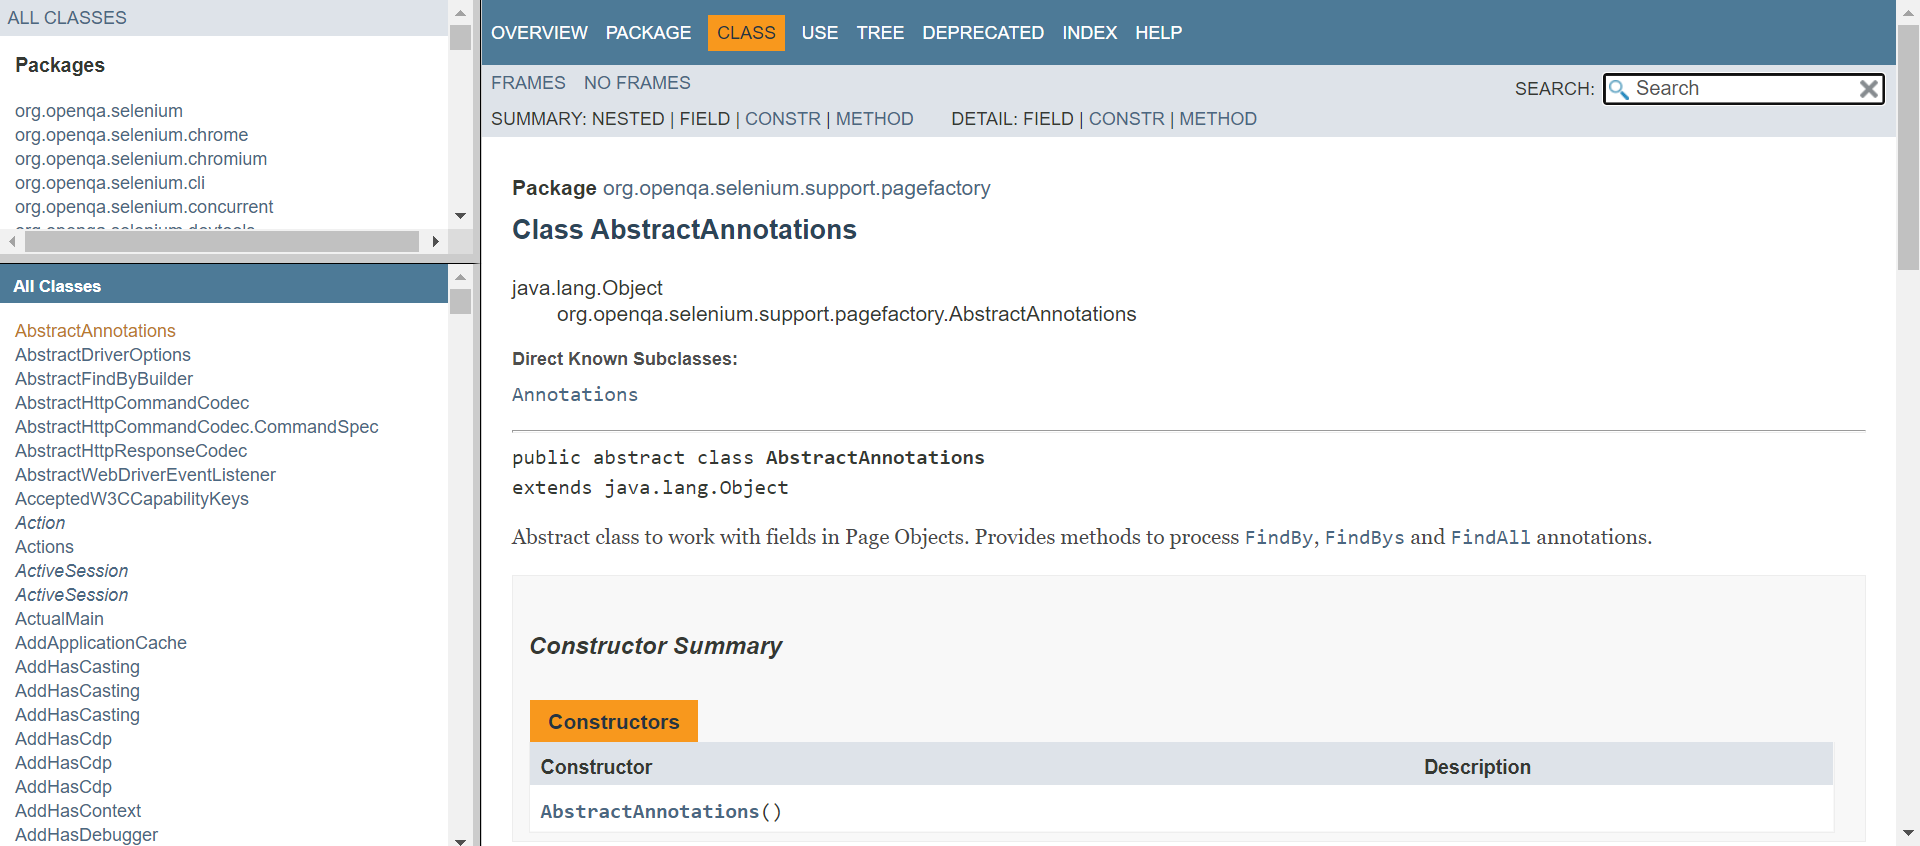 ALL CLASSES
Packages
org.openqa.selenium
org.openqa.selenium.chrome
org.openqa.selenium.chromium
org.openqa.selenium.cli
org.openqa.selenium.concurrent
org.openqa.selenium.devtools
All Classes
AbstractAnnotations
AbstractDriverOptions
AbstractFindByBuilder
AbstractHttpCommandCodec
AbstractHttpCommandCodec.CommandSpec
AbstractHttpResponseCodec
AbstractWebDriverEventListener
AcceptedW3CCapabilityKeys
Action
Actions
ActiveSession
ActiveSession
ActualMain
AddApplicationCache
AddHasCasting
AddHasCasting
AddHasCasting
AddHasCdp
AddHasCdp
AddHasCdp
AddHasContext
AddHasDebugger
OVERVIEW PACKAGE CLASS USE TREE DEPRECATED INDEX HELP
FRAMES NO FRAMES
SEARCH: Search
SUMMARY: NESTED | FIELD | CONSTR | METHOD DETAIL: FIELD | CONSTR | METHOD
Package org.openqa.selenium.support.pagefactory
Class AbstractAnnotations
java.lang.Object
org.openqa.selenium.support.pagefactory.AbstractAnnotations
Direct Known Subclasses:
Annotations
public abstract class AbstractAnnotations
extends java.lang.Object
Abstract class to work with fields in Page Objects. Provides methods to process FindBy, FindBys and FindAll annotations.
Constructor Summary
Constructors
Constructor Description
AbstractAnnotations()